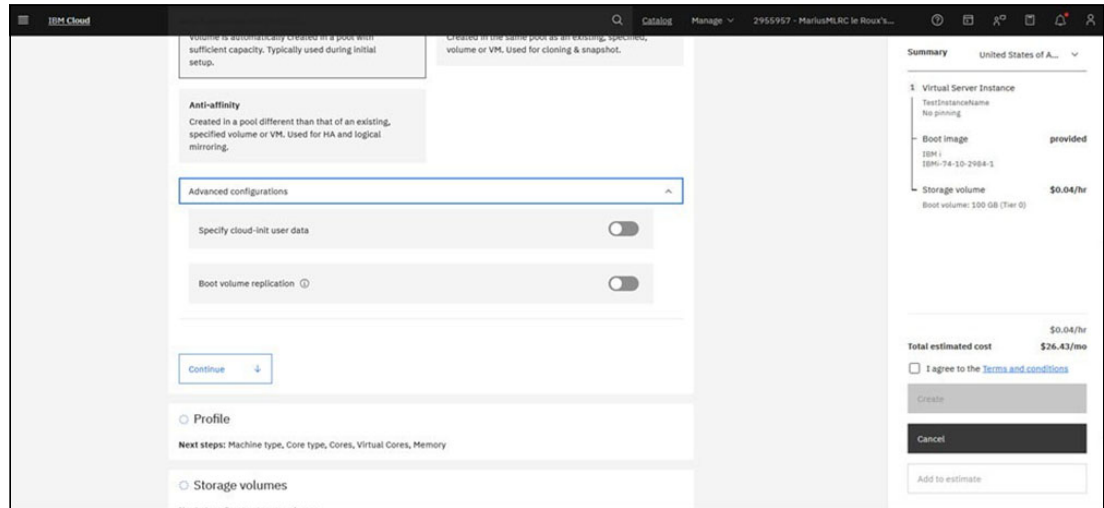 IBM Cloud
Catalog
Manage
2955957 - MariusMLRC le Roux's...
volume is automatically created in a pool with
sufficient capacity. Typically used during initial
setup.
Created in the same pool as an existing, specified,
volume or VM. Used for cloning & snapshot.
Anti-affinity
Created in a pool different than that of an existing,
specified volume or VM. Used for HA and logical
mirroring.
Advanced configurations
Specify cloud-init user data
Boot volume replication
Continue
Profile
Next steps: Machine type, Core type, Cores, Virtual Cores, Memory
Storage volumes
Summary
United States of A...
1 Virtual Server Instance
TestInstanceName
No pinning
Boot image provided
IBM i
IBMi-74-10-2984-1
Storage volume $0.04/hr
Boot volume: 100 GB (Tier 0)
$0.04/hr
Total estimated cost $26.43/mo
I agree to the Terms and conditions
Create
Cancel
Add to estimate